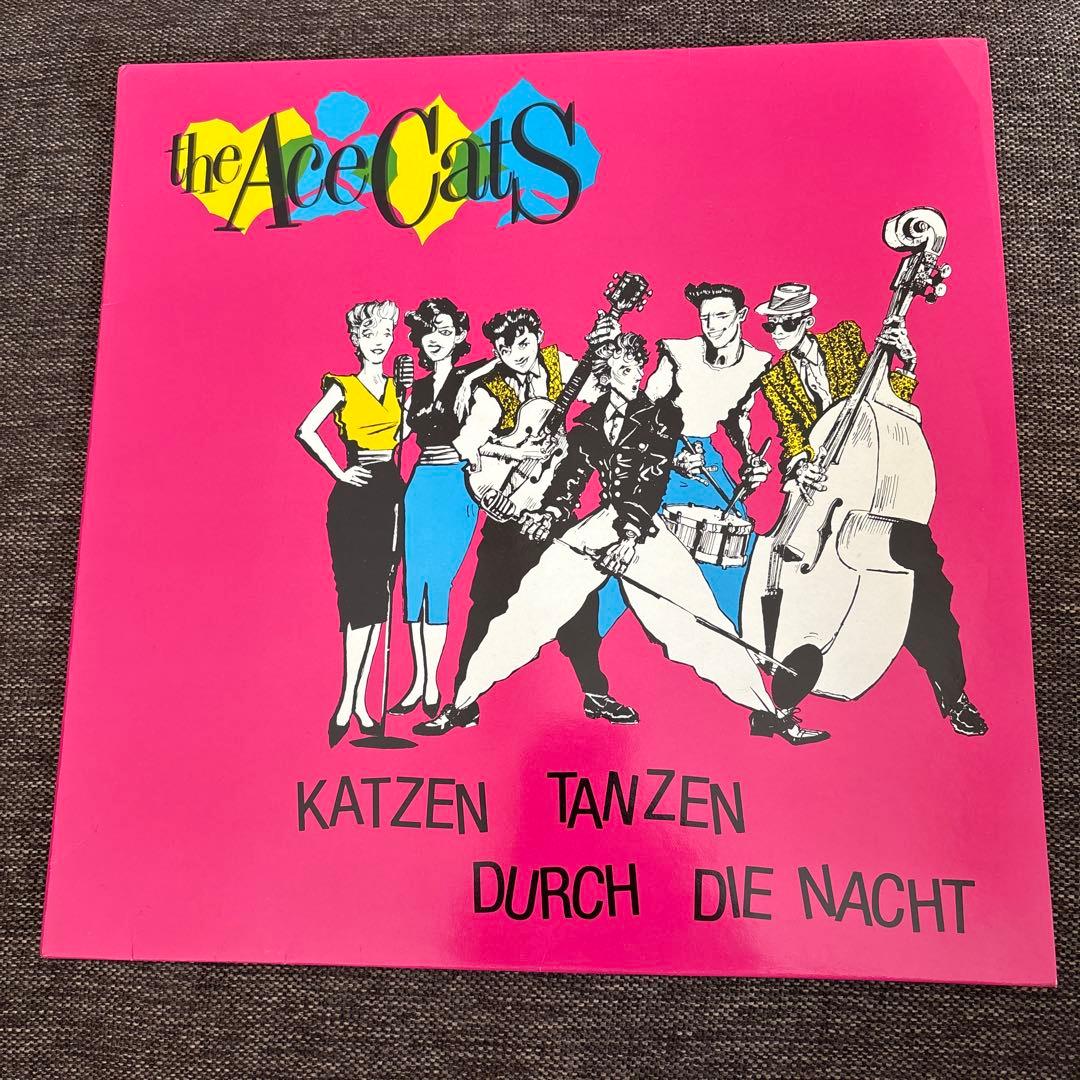 the Ace Cats
KATZEN TANZEN
DURCH DIE NACHT